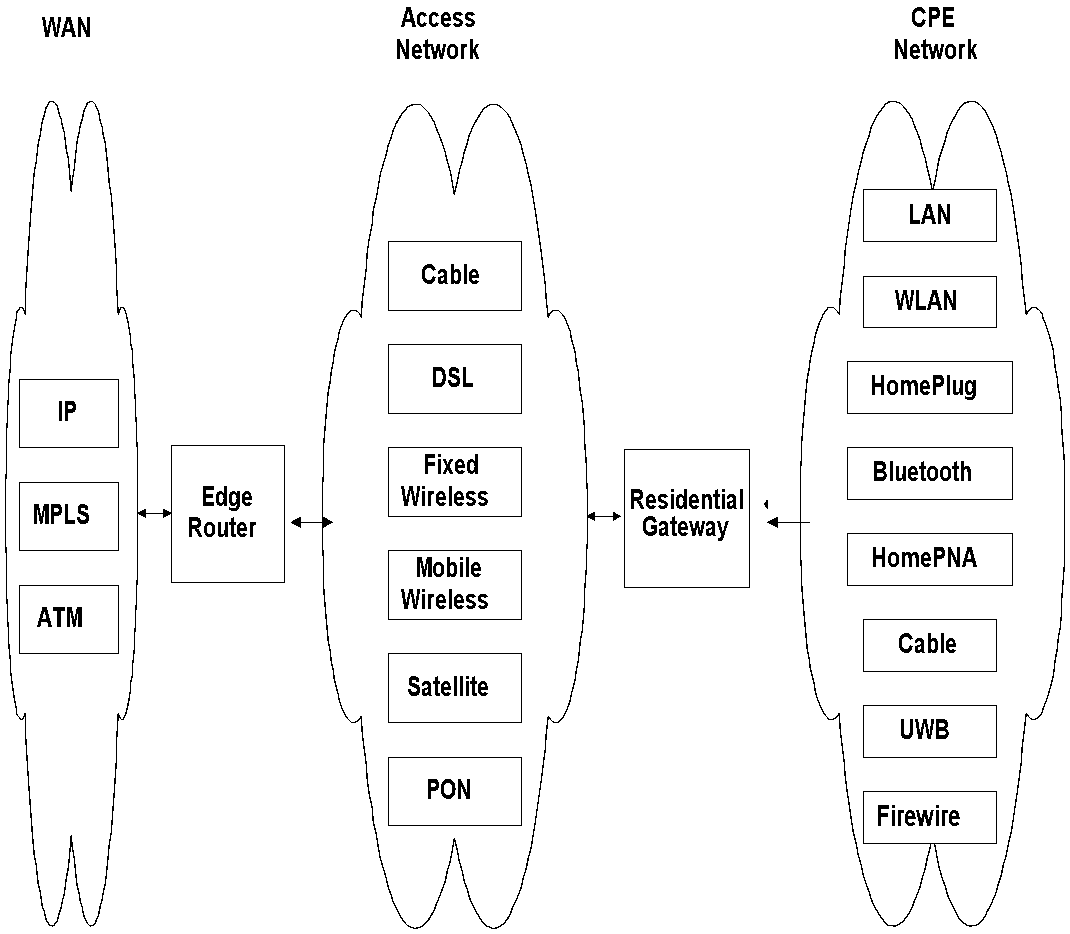 WAN
Access
Network
CPE
Network
IP
MPLS
ATM
Edge
Router
Cable
DSL
Fixed
Wireless
Mobile
Wireless
Satellite
PON
Residential
Gateway
LAN
WLAN
HomePlug
Bluetooth
HomePNA
Cable
UWB
Firewire